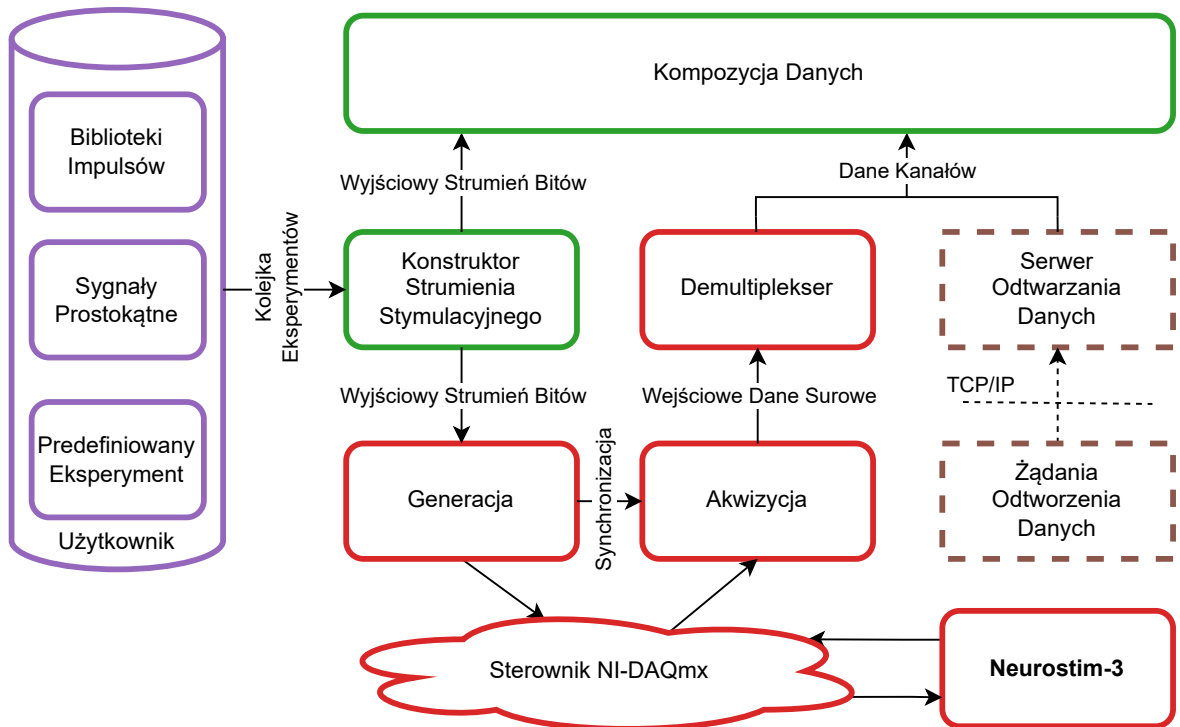 Biblioteki
Impulsów
Sygnały
Prostokątne
Predefiniowany
Eksperyment
Użytkownik
Kolejka
Eksperymentów
Kompozycja Danych
Wyjściowy Strumień Bitów
Dane Kanałów
Konstruktor
Strumienia
Stymulacyjnego
Demultiplekser
Serwer
Odtwarzania
Danych
Wyjściowy Strumień Bitów
Wejściowe Dane Surowe
TCP/IP
Generacja
Synchronizacja
Akwizycja
Żądania
Odtworzenia
Danych
Sterownik NI-DAQmx
Neurostim-3